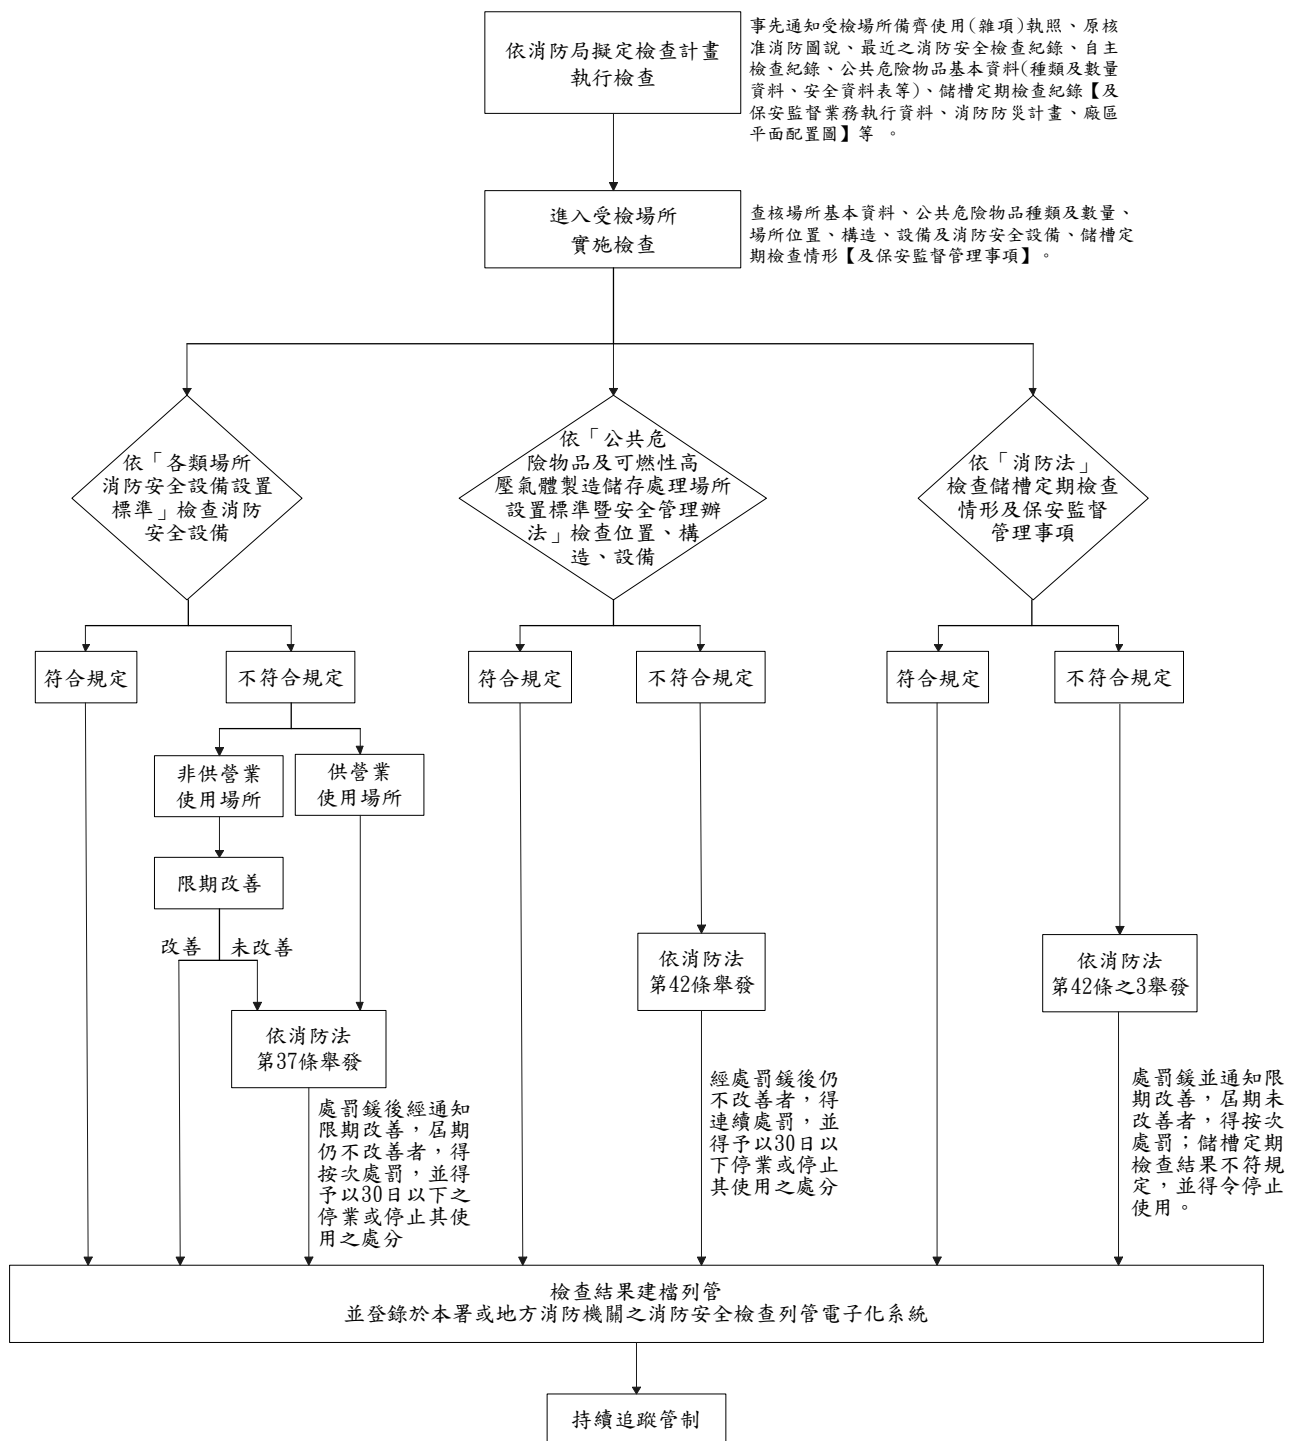 依消防局擬定檢查計畫
執行檢查
事先通知受檢場所備齊使用(雜項)執照、原核
准消防圖說、最近之消防安全檢查紀錄、自主
檢查紀錄、公共危險物品基本資料(種類及數量
資料、安全資料表等)、儲槽定期檢查紀錄【及
保安監督業務執行資料、消防防災計畫、廠區
平面配置圖】等 。
進入受檢場所
實施檢查
查核場所基本資料、公共危險物品種類及數量、
場所位置、構造、設備及消防安全設備、儲槽定
期檢查情形【及保安監督管理事項】。
依「各類場所
消防安全設備設置
標準」檢查消防
安全設備
依「公共危
險物品及可燃性高
壓氣體製造儲存處理場所
設置標準暨安全管理辦
法」檢查位置、構
造、設備
依「消防法」
檢查儲槽定期檢查
情形及保安監督
管理事項
符合規定
不符合規定
符合規定
不符合規定
符合規定
不符合規定
非供營業
使用場所
供營業
使用場所
限期改善
改善
未改善
依消防法
第37條舉發
依消防法
第42條舉發
依消防法
第42條之3舉發
處罰鍰後經通知
限期改善，屆期
仍不改善者，得
按次處罰，並得
予以30日以下之
停業或停止其使
用之處分
經處罰鍰後仍
不改善者，得
連續處罰，並
得予以30日以
下停業或停止
其使用之處分
處罰鍰並通知限
期改善，屆期未
改善者，得按次
處罰；儲槽定期
檢查結果不符規
定，並得令停止
使用。
檢查結果建檔列管
並登錄於本署或地方消防機關之消防安全檢查列管電子化系統
持續追蹤管制